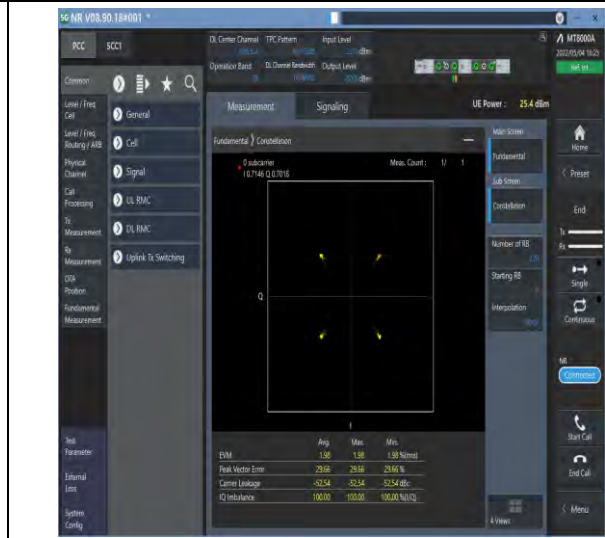 5G NR V08.90.18#001 *
PCC
SCC1
DL Center Channel
TPC Pattern
Input Level
dBm
Operation Band
DL Channel Bandwidth
Output Level
dBm
MT8000A
2022/05/04 16:25
Common
General
Cell
Signal
UL RMC
DL RMC
Uplink Tx Switching
Level / Freq
Cell
Level / Freq
Routing / ARB
Physical
Channel
Call
Processing
Tx
Measurement
Rx
Measurement
OTA
Position
Fundamental
Measurement
Test
Parameter
External
Loss
System
Config
Measurement
Signaling
UE Power : 25.4 dBm
Fundamental
Constellation
0 subcarrier
I 0.7146 Q 0.7016
Meas. Count : 1/ 1
Q
I
Avg. Max. Min.
EVM 1.98 1.98 1.98 %(rms)
Peak Vector Error 29.66 29.66 29.66 %
Carrier Leakage -52.54 -52.54 -52.54 dBc
IQ Imbalance 100.00 100.00 100.00 %(I/Q)
Main Screen
Fundamental
Sub Screen
Constellation
Number of RB
Starting RB
Interpolation
4 Views
Home
Preset
End
Tx
Rx
Single
Continuous
NR
Connected
Start Call
End Call
Menu